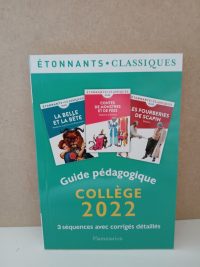 ÉTONNANTS • CLASSIQUES
LA BELLE ET LA BÊTE
CONTES
DE MONSTRES
ET DE FÉES
LES FOURBERIES
DE SCAPIN
Guide pédagogique
COLLÈGE
2022
3 séquences avec corrigés détaillés
Flammarion